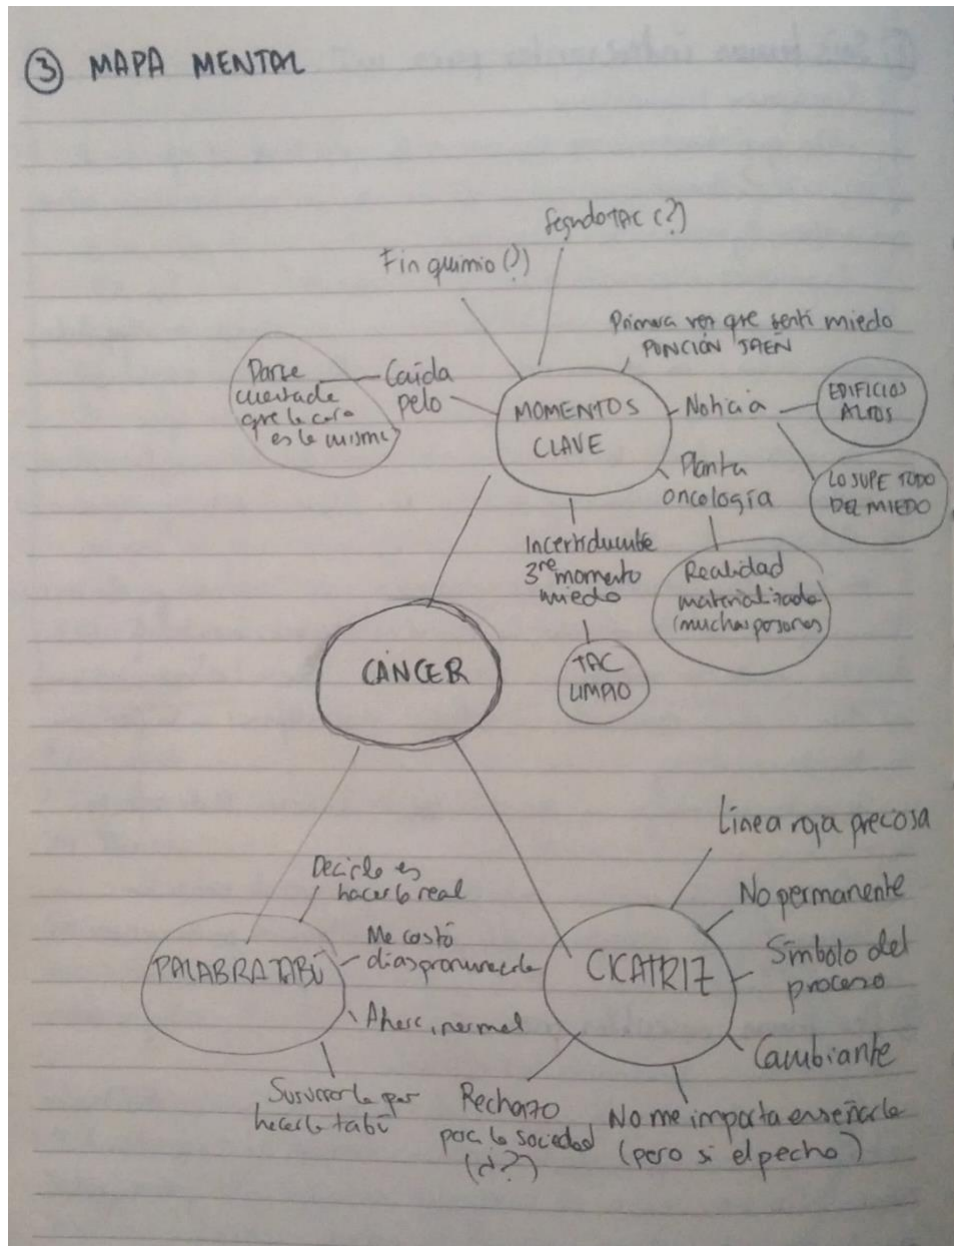 ③ MAPA MENTAL
Segundo TAC (?)
Fin quimio (?)
Primera vez que sentí miedo
PUNCIÓN JAÉN
Darse
cuenta de
que la cara
es la misma
Caída
pelo
MOMENTOS
CLAVE
Noticia
EDIFICIOS
ALTOS
LO SUPE TODO
DEL MIEDO
Planta
oncología
Realidad
materializada
(muchas personas)
Incertidumbre
3er momento
miedo
TAC
LIMPIO
CÁNCER
PALABRA TABÚ
Decirlo es
hacerlo real
Me costó
días pronunciarla
Ahora, normal
Susurrarla por
hacerla tabú
CICATRIZ
Línea roja preciosa
No permanente
Símbolo del
proceso
Cambiante
No me importa enseñarla
(pero si el pecho)
Rechazo
por la sociedad